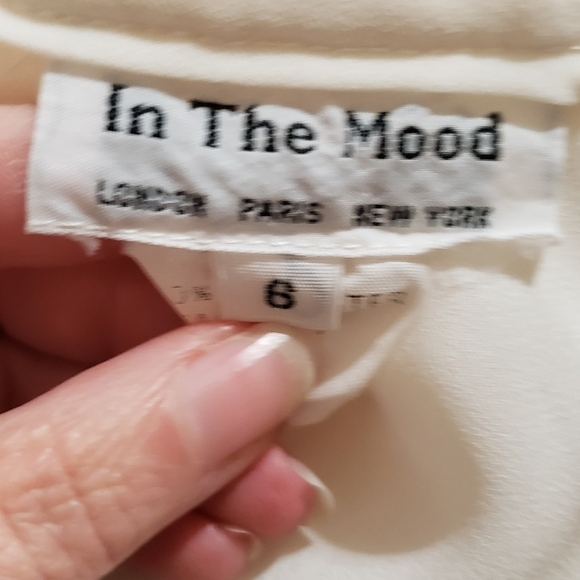 In The Mood
LONDON PARIS NEW YORK
6